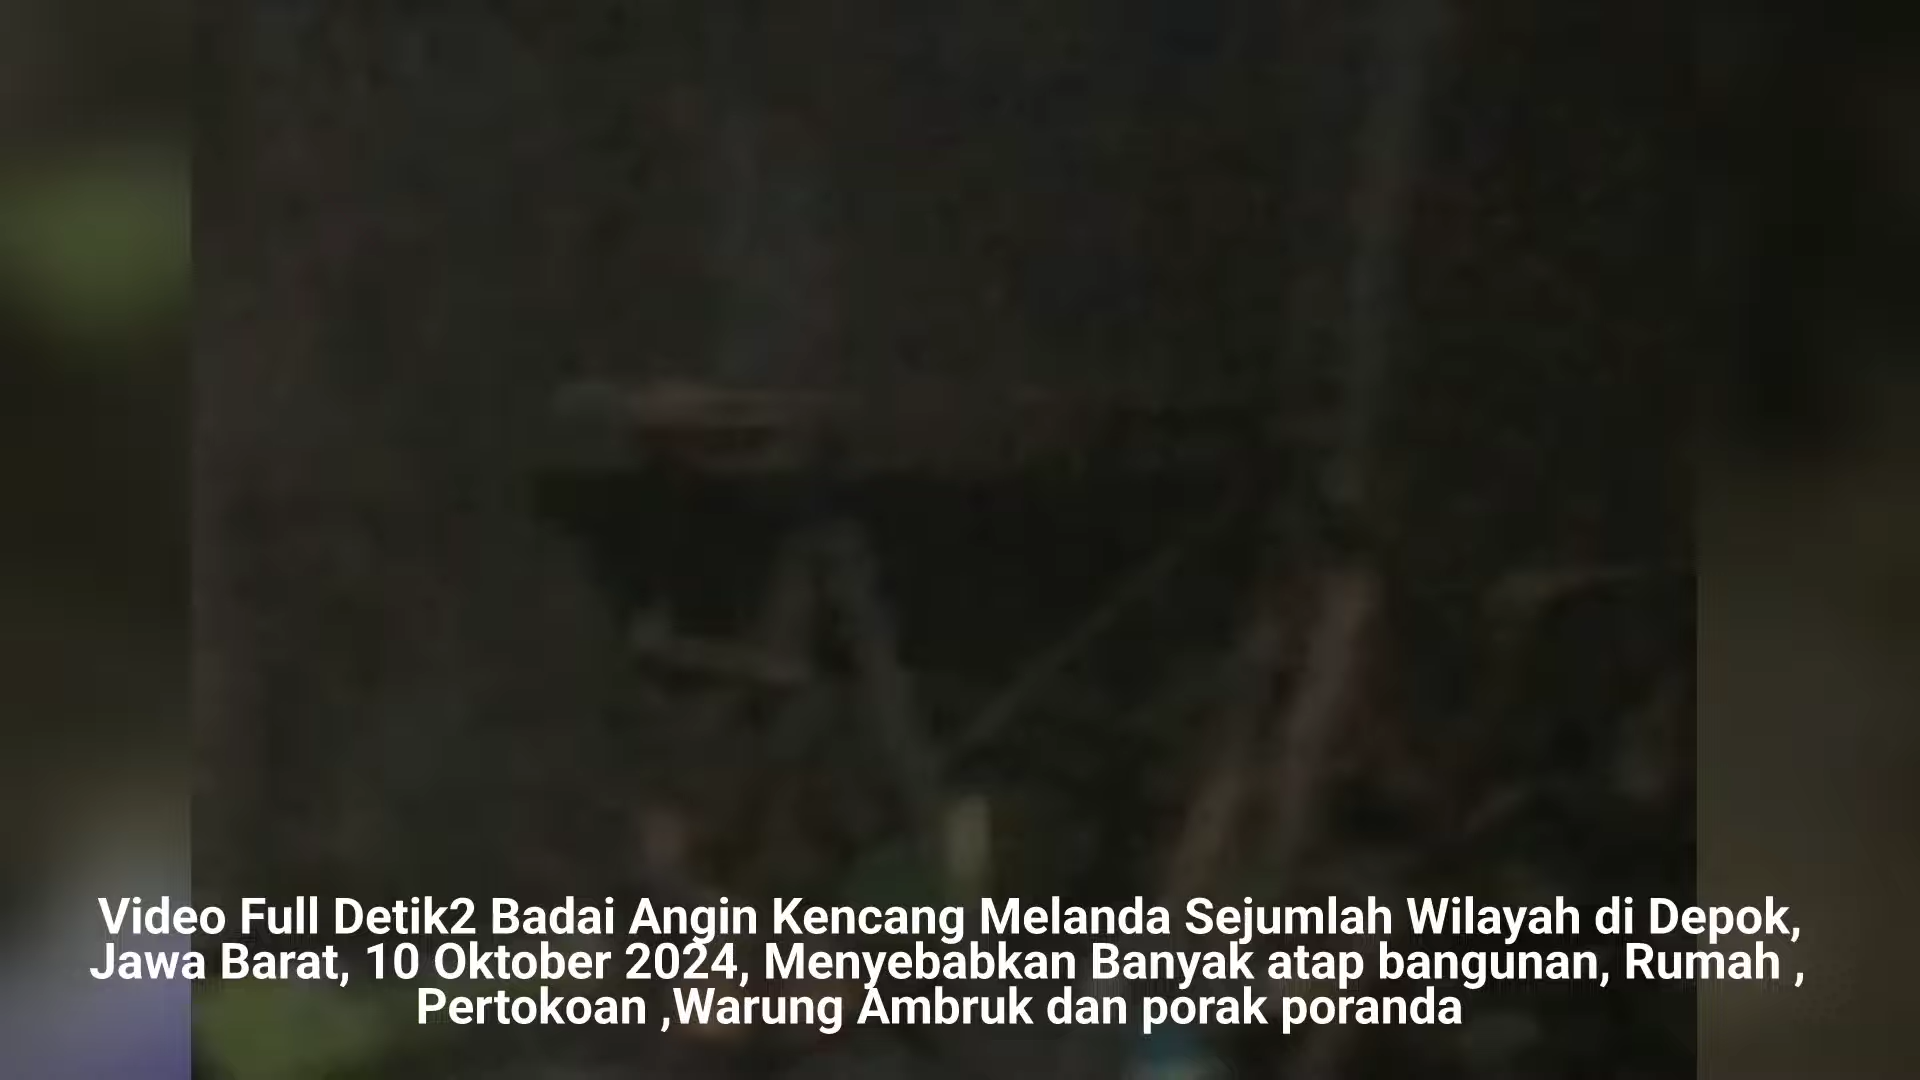 Video Full Detik2 Badai Angin Kencang Melanda Sejumlah Wilayah di Depok,
Jawa Barat, 10 Oktober 2024, Menyebabkan Banyak atap bangunan, Rumah ,
Pertokoan ,Warung Ambruk dan porak poranda